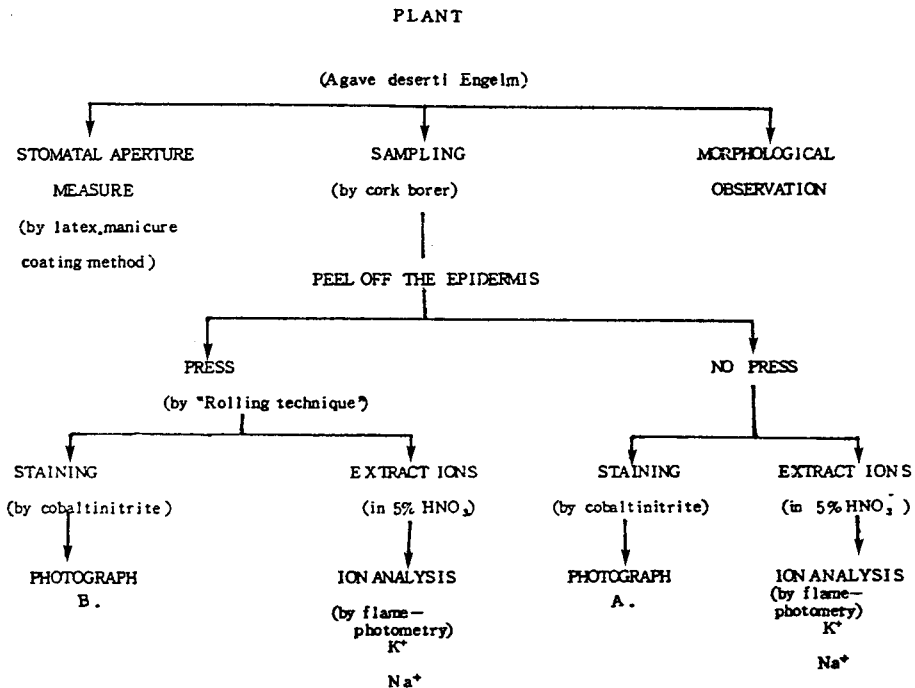 PLANT
(Agave deserti Engelm)
STOMATAL APERTURE
MEASURE
(by latex,manicure
coating method)
SAMPLING
(by cork borer)
MORPHOLOGICAL
OBSERVATION
PEEL OFF THE EPIDERMIS
PRESS
(by "Rolling technique")
NO PRESS
STAINING
(by cobaltinitrite)
EXTRACT IONS
(in 5% HNO₃)
STAINING
(by cobaltinitrite)
EXTRACT IONS
(in 5% HNO₃⁻)
PHOTOGRAPH
B.
ION ANALYSIS
(by flame—
photometry)
K⁺
Na⁺
PHOTOGRAPH
A.
ION ANALYSIS
(by flame-
photomery)
K⁺
Na⁺